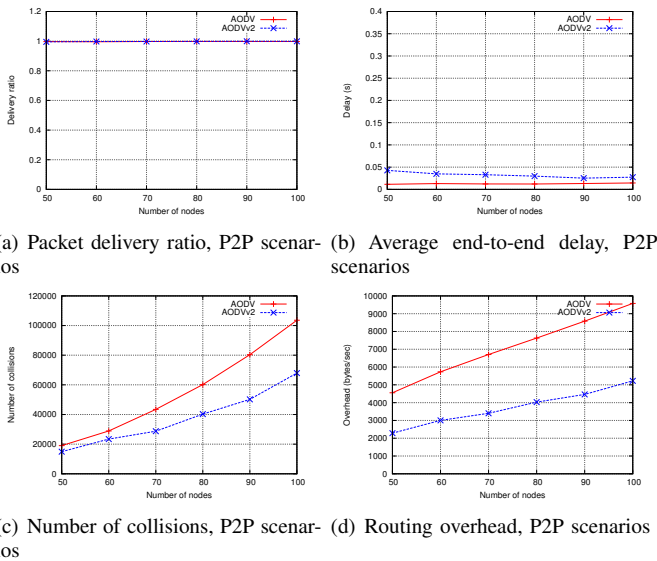 1.2
1
0.8
0.6
0.4
0.2
0
50
60
70
80
90
100
Delivery ratio
Number of nodes
AODV
AODVv2
0.4
0.35
0.3
0.25
0.2
0.15
0.1
0.05
0
50
60
70
80
90
100
Delay (s)
Number of nodes
AODV
AODVv2
a) Packet delivery ratio, P2P scenar-
ios
(b) Average end-to-end delay, P2P
scenarios
120000
100000
80000
60000
40000
20000
0
50
60
70
80
90
100
Number of collisions
Number of nodes
AODV
AODVv2
10000
9000
8000
7000
6000
5000
4000
3000
2000
1000
0
50
60
70
80
90
100
Overhead (bytes/sec)
Number of nodes
AODV
AODVv2
c) Number of collisions, P2P scenar-
ios
(d) Routing overhead, P2P scenarios